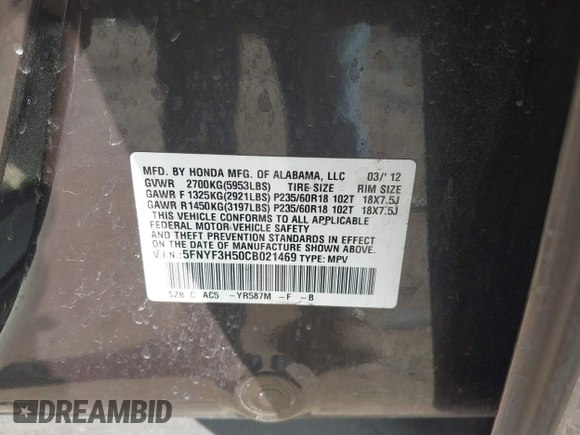 MFD. BY HONDA MFG. OF ALABAMA, LLC 03/'12
GVWR 2700KG(5953LBS) TIRE SIZE RIM SIZE
GAWR F 1325KG(2921LBS) P235/60R18 102T 18X7.5J
GAWR R1450KG(3197LBS) P235/60R18 102T 18X7.5J
THIS VEHICLE CONFORMS TO ALL APPLICABLE
FEDERAL MOTOR VEHICLE SAFETY
AND THEFT PREVENTION STANDARDS IN EFFECT
ON THE DATE OF MANUFACTURE SHOWN ABOVE.
V.I.N.:5FNYF3H50CB021469 TYPE: MPV
SZB C AC5 -YR587M -F -B
DREAMBID